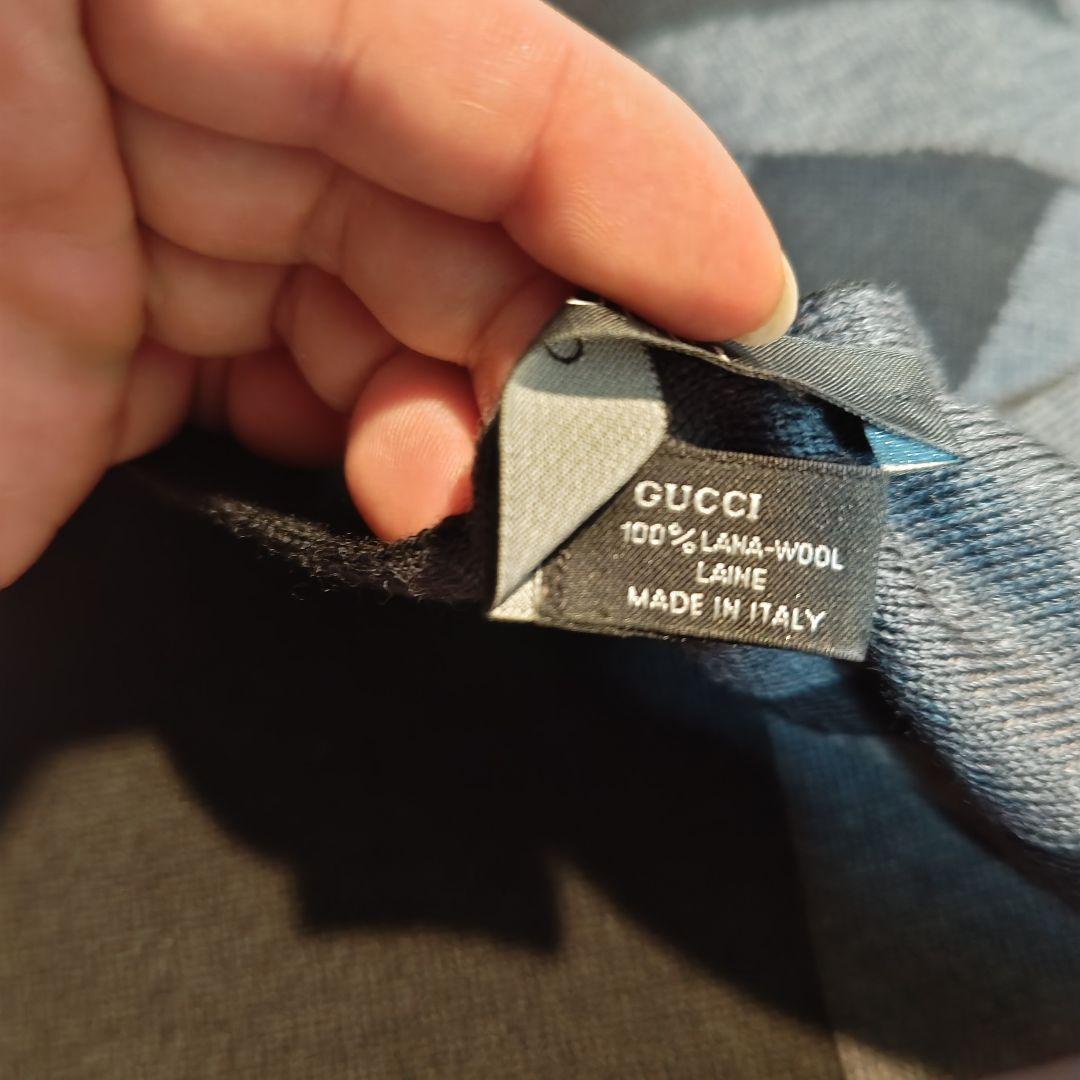 GUCCI
100% LANA-WOOL
LAINE
MADE IN ITALY